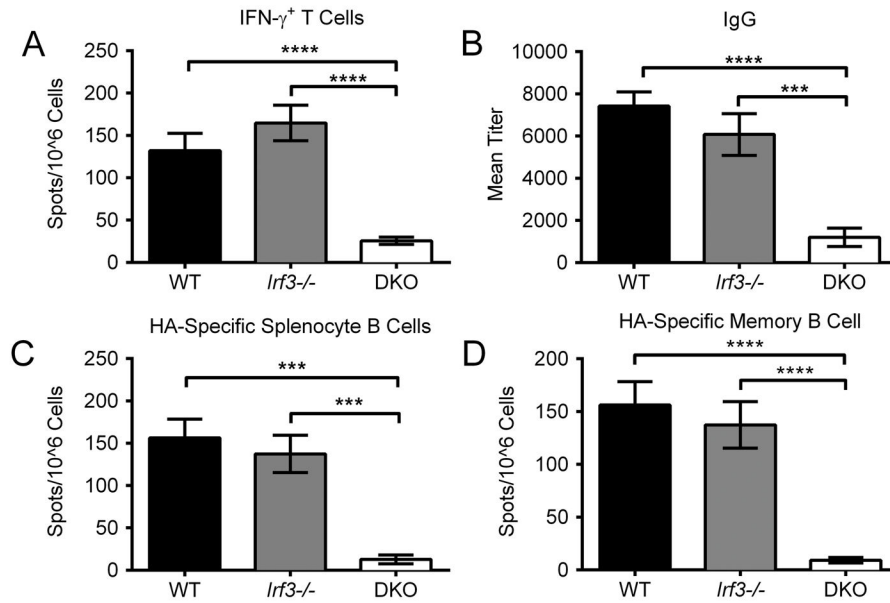 A
IFN-γ+ T Cells
Spots/10^6 Cells
250
200
150
100
50
0
****
****
WT
Irf3-/-
DKO
B
IgG
Mean Titer
10000
8000
6000
4000
2000
0
****
***
WT
Irf3-/-
DKO
C
HA-Specific Splenocyte B Cells
Spots/10^6 Cells
250
200
150
100
50
0
***
***
WT
Irf3-/-
DKO
D
HA-Specific Memory B Cell
Spots/10^6 Cells
200
150
100
50
0
****
****
WT
Irf3-/-
DKO